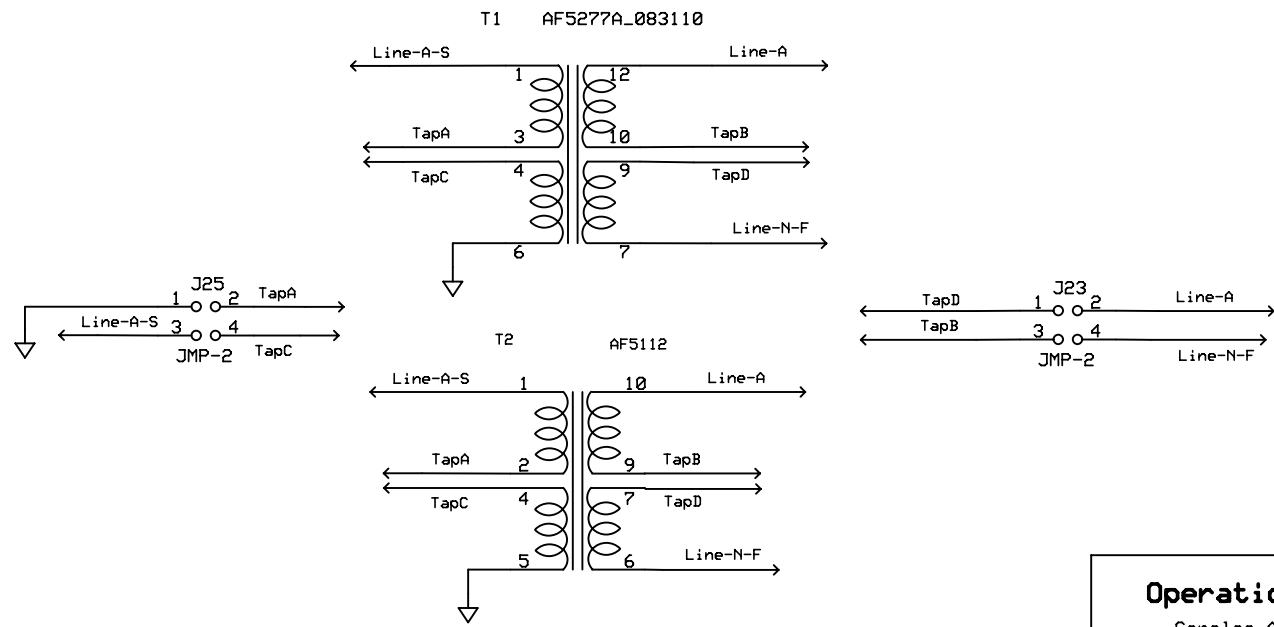 T1 AF5277A_083110
Line-A-S Line-A
1 12
TapA 3 10 TapB
TapC 4 9 TapD
Line-N-F
6 7
J25
1 2 TapA
Line-A-S 3 4
JMP-2 TapC
J23
TapD 1 2 Line-A
TapB 3 4
JMP-2 Line-N-F
T2 AF5112
Line-A-S 1 10 Line-A
TapA 2 9 TapB
TapC 4 7 TapD
5 6 Line-N-F